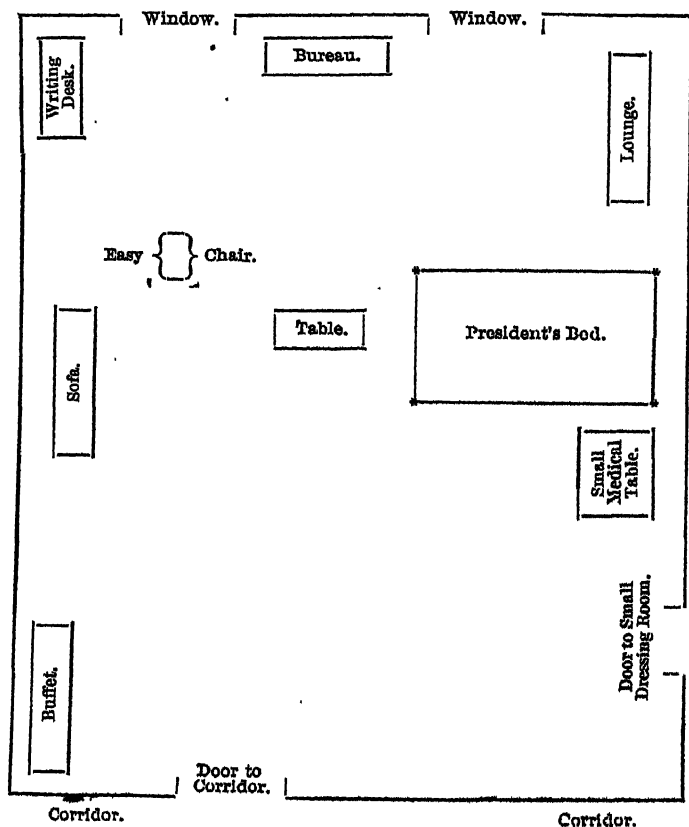 Window.
Window.
Bureau.
Writing
Desk.
Lounge.
Easy
Chair.
Table.
President's Bed.
Sofa.
Small
Medical
Table.
Door to Small
Dressing Room.
Buffet.
Door to
Corridor.
Corridor.
Corridor.